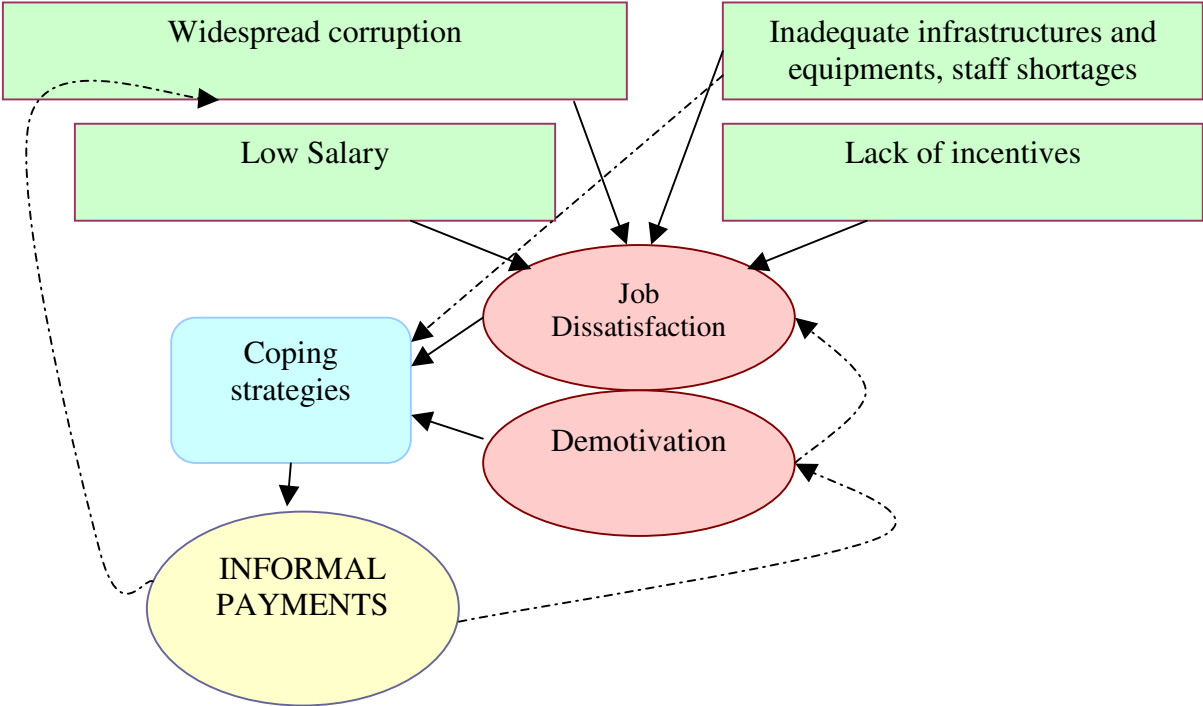 Widespread corruption
Inadequate infrastructures and
equipments, staff shortages
Low Salary
Lack of incentives
Job
Dissatisfaction
Coping
strategies
Demotivation
INFORMAL
PAYMENTS